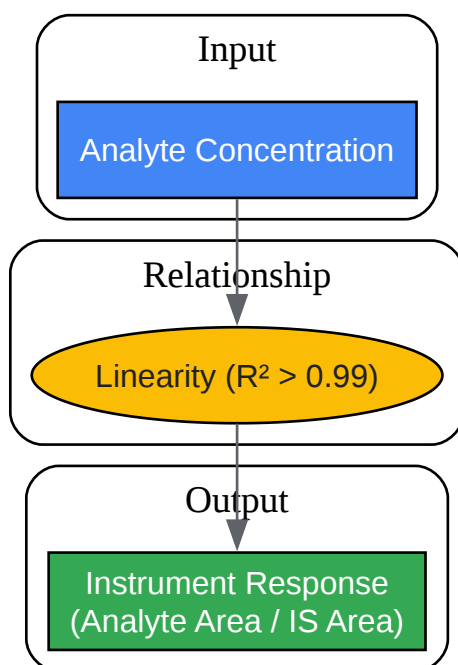 Input
Analyte Concentration
Relationship
Linearity (R² > 0.99)
Output
Instrument Response
(Analyte Area / IS Area)